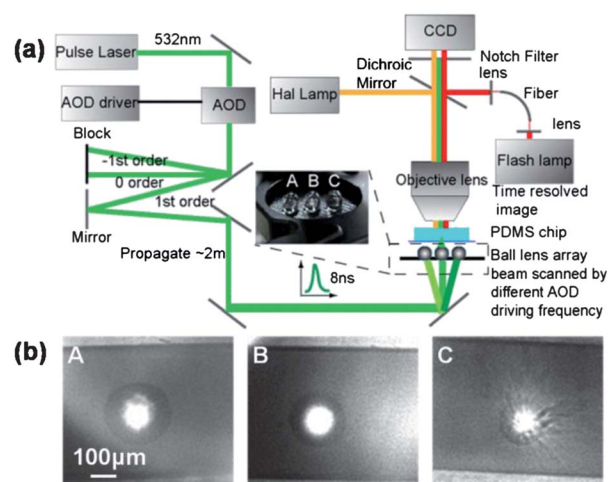 (a)
Pulse Laser
532nm
AOD driver
AOD
Block
-1st order
0 order
1st order
Mirror
Propagate ~2m
8ns
A B C
CCD
Dichroic
Mirror
Notch Filter
lens
Hal Lamp
Fiber
lens
Flash lamp
Objective lens
Time resolved
image
PDMS chip
Ball lens array
beam scanned by
different AOD
driving frequency
(b)
A
B
C
100μm